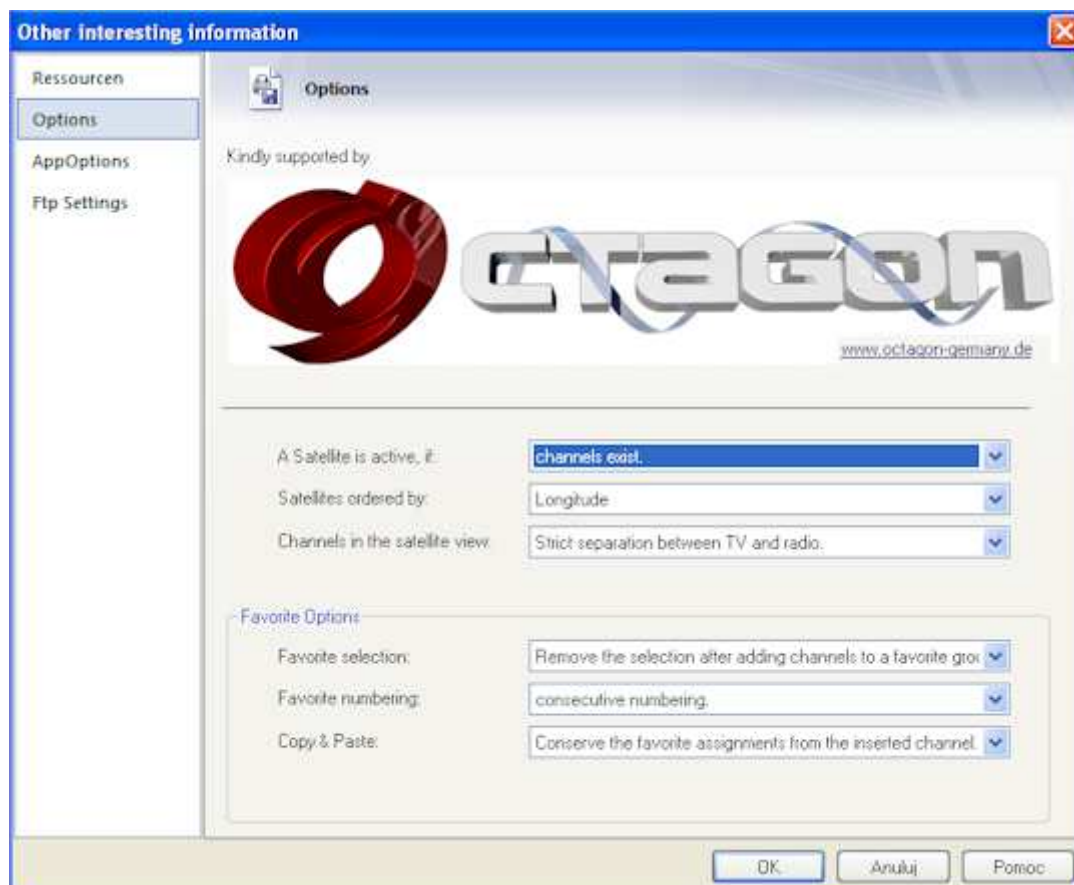 Other interesting information
Ressourcen
Options
AppOptions
Ftp Settings
Options
Kindly supported by
OCTAGON
www.octagon-germany.de
A Satellite is active, if: channels exist.
Satellites ordered by: Longitude
Channels in the satellite view: Strict separation between TV and radio.
Favorite Options
Favorite selection: Remove the selection after adding channels to a favorite
Favorite numbering: consecutive numbering.
Copy & Paste: Conserve the favorite assignments from the inserted channel.
OK Anuluj Pomoc